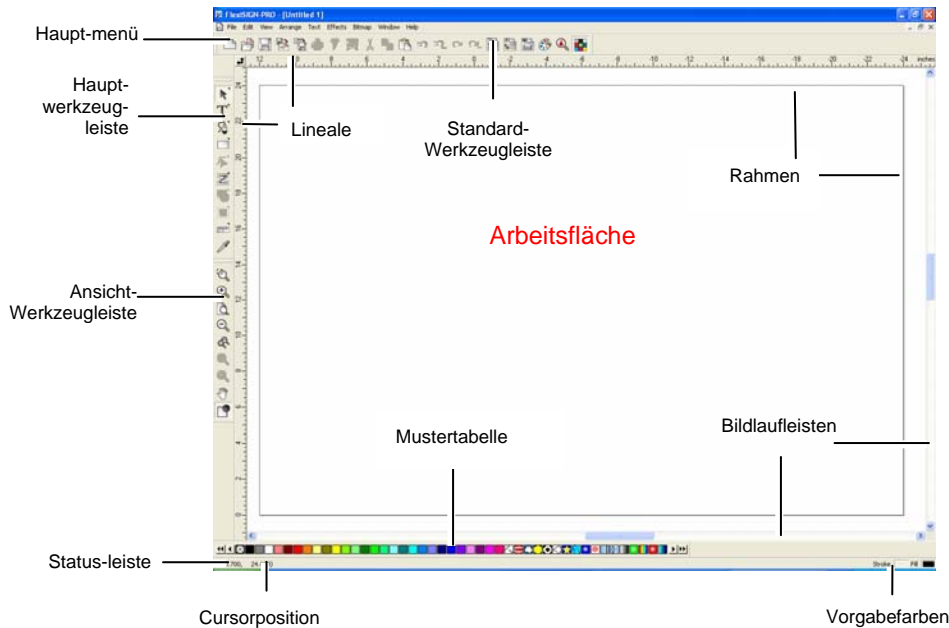 FlexiSIGN-PRO - [Untitled 1]
File Edit View Arrange Text Effects Bitmap Window Help
Haupt-menü
inches
Haupt-
werkzeug-
leiste
Lineale
Standard-
Werkzeugleiste
Rahmen
Arbeitsfläche
Ansicht-
Werkzeugleiste
Mustertabelle
Bildlaufleisten
Status-leiste
Stroke Fill
Cursorposition
Vorgabefarben